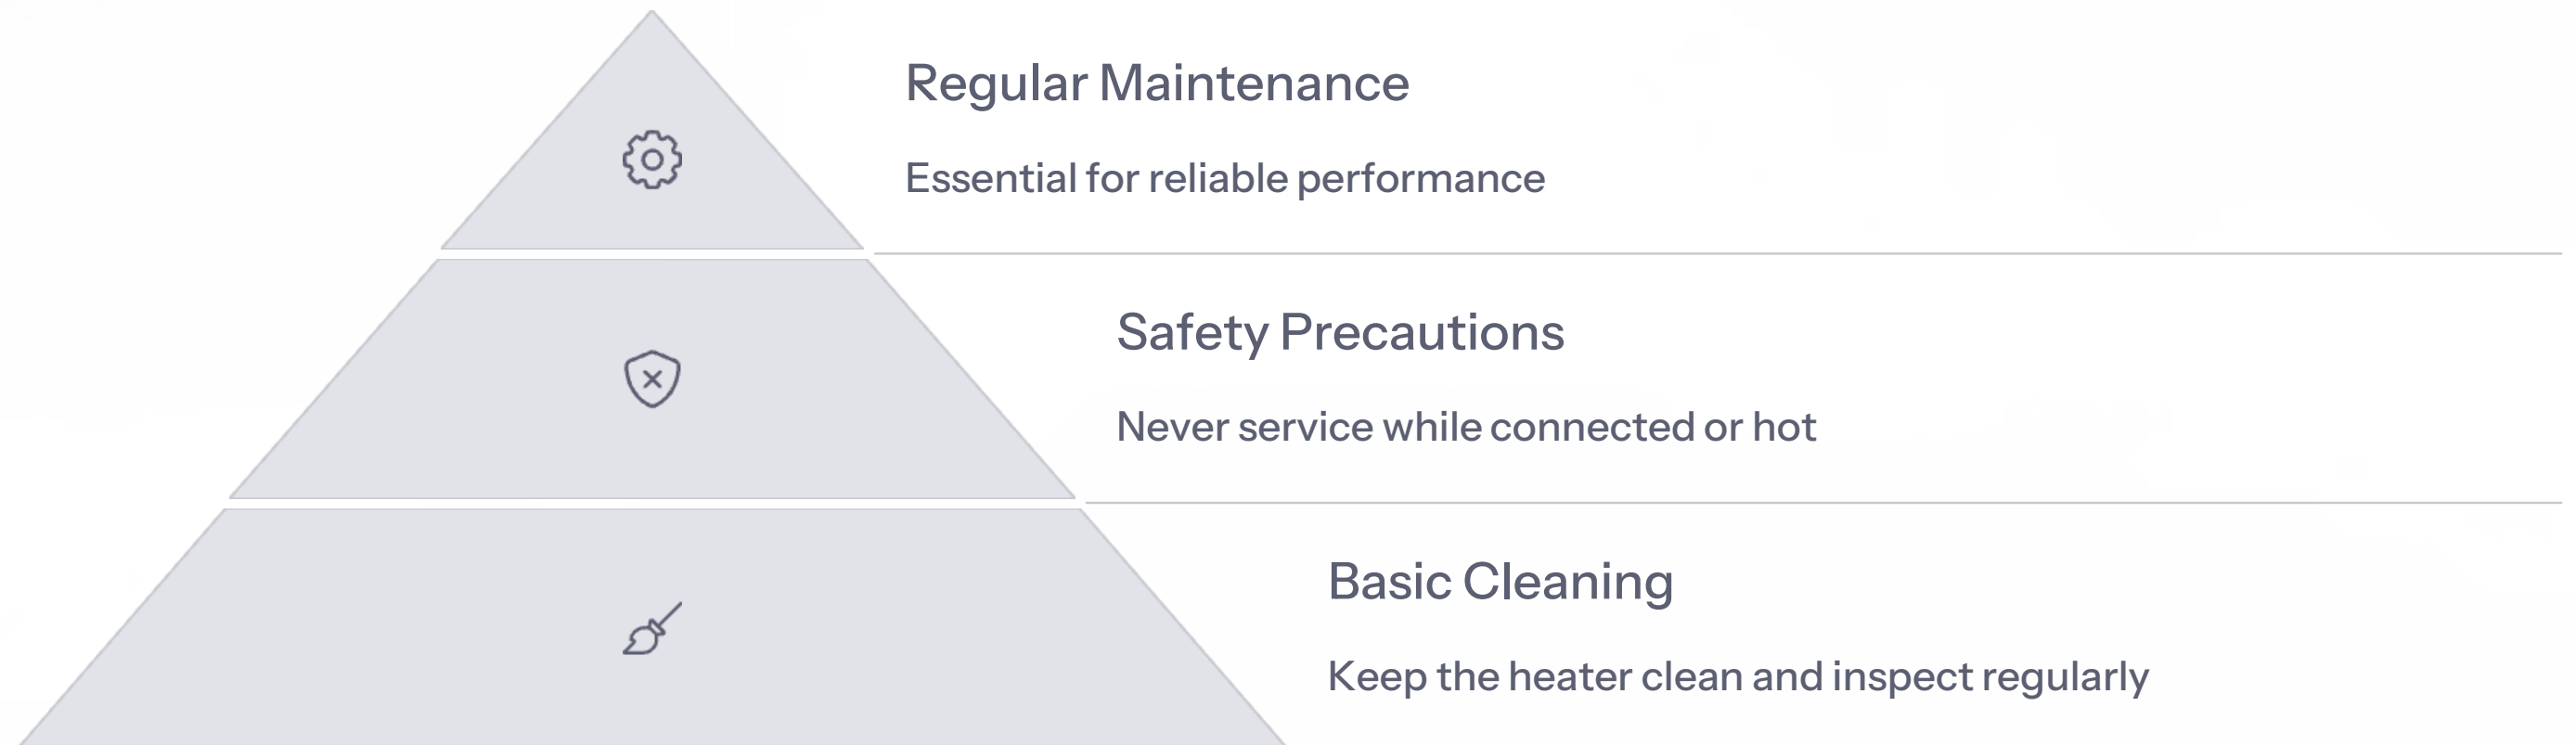 Regular Maintenance
Essential for reliable performance
Safety Precautions
Never service while connected or hot
Basic Cleaning
Keep the heater clean and inspect regularly